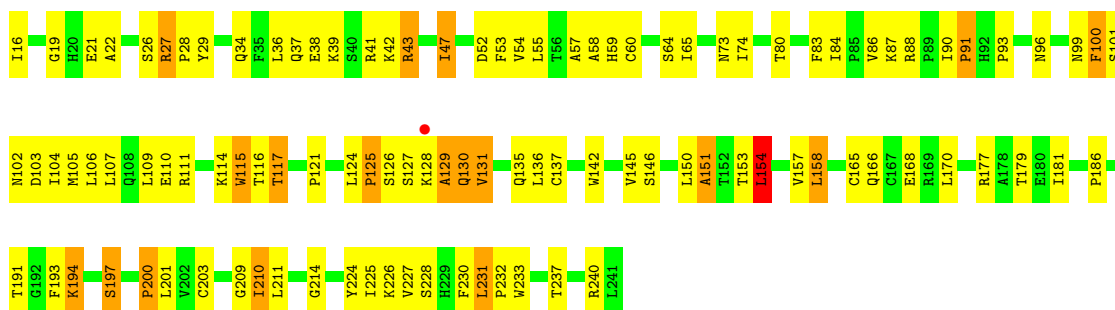 I16 G19 H20 E21 A22 S26 R27 P28 Y29 Q34 F35 L36 Q37 E38 K39 S40 R41 K42 R43 I47 D52 F53 V54 L55 T56 A57 A58 H59 C60 S64 I65 N73 I74 T80 F83 I84 P85 V86 K87 R88 P89 I90 P91 H92 P93 N96 N99 F100 S101
N102 D103 I104 M105 L106 L107 Q108 L109 E110 R111 K114 W115 T116 T117 P121 L124 P125 S126 S127 K128 A129 Q130 V131 Q135 L136 C137 W142 V145 S146 L150 A151 T152 T153 L154 V157 L158 C165 Q166 C167 E168 R169 L170 R177 A178 T179 E180 I181 P186
T191 G192 F193 K194 S197 P200 L201 V202 C203 G209 I210 L211 G214 Y224 I225 K226 V227 S228 H229 F230 L231 P232 W233 T237 R240 L241